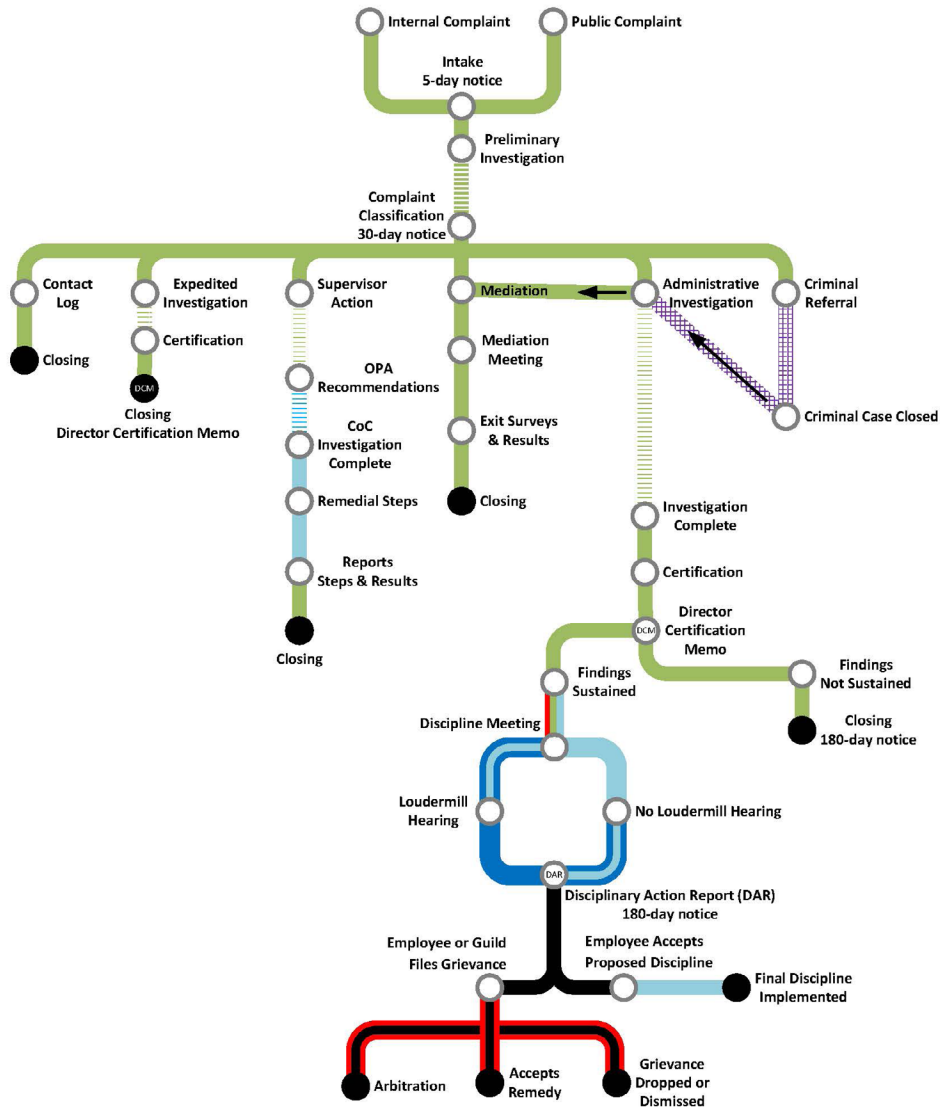 Internal Complaint
Public Complaint
Intake
5-day notice
Preliminary
Investigation
Complaint
Classification
30-day notice
Contact
Log
Expedited
Investigation
Supervisor
Action
Mediation
Administrative
Investigation
Criminal
Referral
Certification
Closing
Mediation
Meeting
OPA
Recommendations
DCM
Closing
Director Certification Memo
Criminal Case Closed
CoC
Investigation
Complete
Exit Surveys
& Results
Remedial Steps
Closing
Investigation
Complete
Reports
Steps & Results
Certification
Closing
DCM
Director
Certification
Memo
Findings
Sustained
Findings
Not Sustained
Discipline Meeting
Closing
180-day notice
Loudermill
Hearing
No Loudermill Hearing
DAR
Disciplinary Action Report (DAR)
180-day notice
Employee or Guild
Files Grievance
Employee Accepts
Proposed Discipline
Final Discipline
Implemented
Arbitration
Accepts
Remedy
Grievance
Dropped or
Dismissed